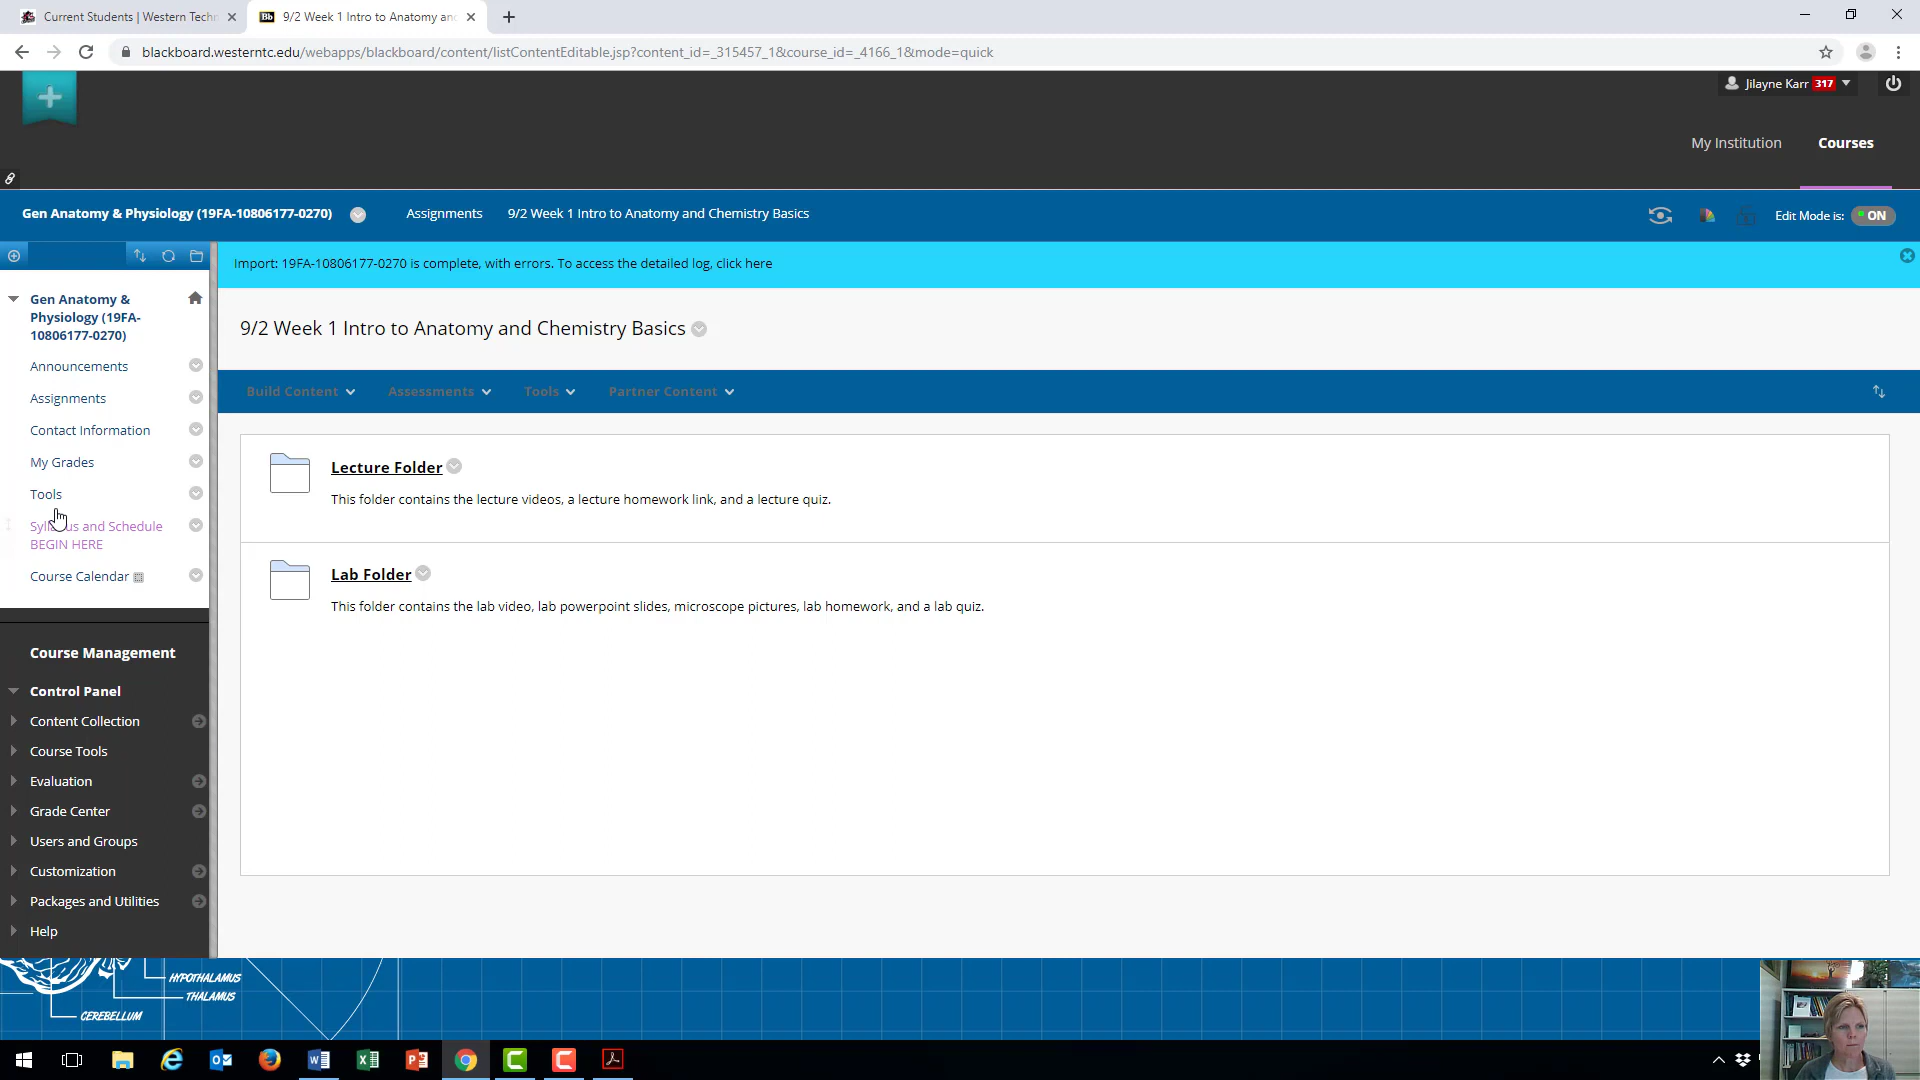 Current Students | Western Techn
9/2 Week 1 Intro to Anatomy and
blackboard.westerntc.edu/webapps/blackboard/content/listContentEditable.jsp?content_id=_315457_1&course_id=_4166_1&mode=quick
Jilayne Karr 317
My Institution
Courses
Gen Anatomy & Physiology (19FA-10806177-0270)
Assignments
9/2 Week 1 Intro to Anatomy and Chemistry Basics
Edit Mode is: ON
Import: 19FA-10806177-0270 is complete, with errors. To access the detailed log, click here
Gen Anatomy &
Physiology (19FA-
10806177-0270)
Announcements
Assignments
Contact Information
My Grades
Tools
Syllabus and Schedule
BEGIN HERE
Course Calendar
Course Management
Control Panel
Content Collection
Course Tools
Evaluation
Grade Center
Users and Groups
Customization
Packages and Utilities
Help
9/2 Week 1 Intro to Anatomy and Chemistry Basics
Build Content
Assessments
Tools
Partner Content
Lecture Folder
This folder contains the lecture videos, a lecture homework link, and a lecture quiz.
Lab Folder
This folder contains the lab video, lab powerpoint slides, microscope pictures, lab homework, and a lab quiz.
HYPOTHALAMUS
THALAMUS
CEREBELLUM